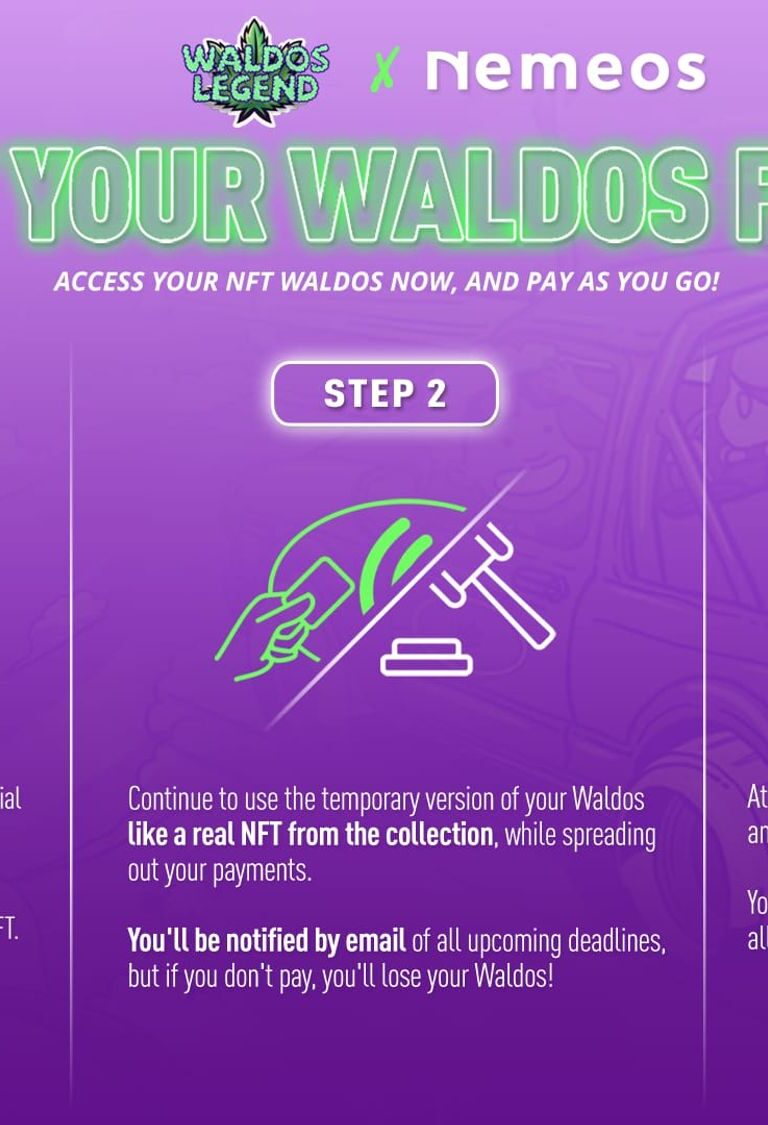 WALDOS
LEGEND
X nemeos
YOUR WALDOS F
ACCESS YOUR NFT WALDOS NOW, AND PAY AS YOU GO!
STEP 2
ial
FT.
Continue to use the temporary version of your Waldos
like a real NFT from the collection, while spreading
out your payments.
You'll be notified by email of all upcoming deadlines,
but if you don't pay, you'll lose your Waldos!
At
an
Yo
all